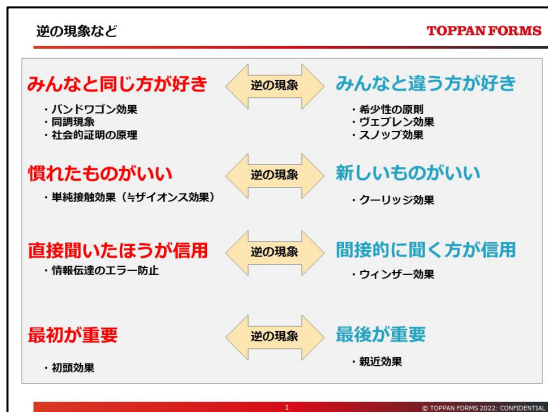 逆の現象など
TOPPAN FORMS
みんなと同じ方が好き
逆の現象
みんなと違う方が好き
・バンドワゴン効果
・同調現象
・社会的証明の原理
・希少性の原則
・ヴェブレン効果
・スノッブ効果
慣れたものがいい
逆の現象
新しいものがいい
・単純接触効果（≒ザイオンス効果）
・クーリッジ効果
直接聞いたほうが信用
逆の現象
間接的に聞く方が信用
・情報伝達のエラー防止
・ウィンザー効果
最初が重要
逆の現象
最後が重要
・初頭効果
・親近効果
1
© TOPPAN FORMS 2022: CONFIDENTIAL